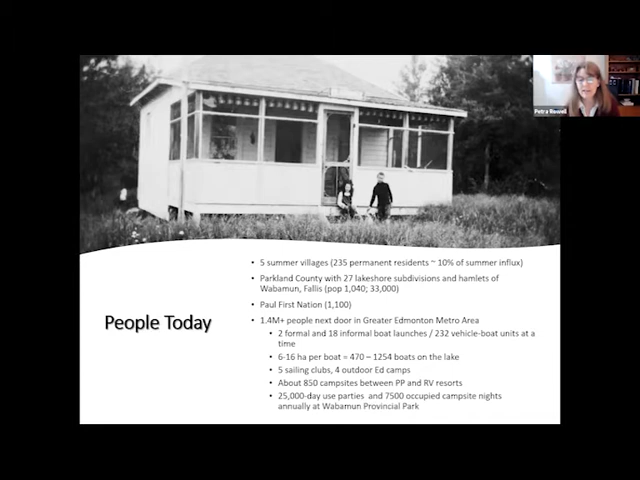 Petra Rowell
• 5 summer villages (235 permanent residents ~ 10% of summer influx)
• Parkland County with 27 lakeshore subdivisions and hamlets of
Wabamun, Fallis (pop 1,040; 33,000)
• Paul First Nation (1,100)
People Today
• 1.4M+ people next door in Greater Edmonton Metro Area
• 2 formal and 18 informal boat launches / 232 vehicle-boat units at a
time
• 6-16 ha per boat = 470 – 1254 boats on the lake
• 5 sailing clubs, 4 outdoor Ed camps
• About 850 campsites between PP and RV resorts
• 25,000-day use parties and 7500 occupied campsite nights
annually at Wabamun Provincial Park